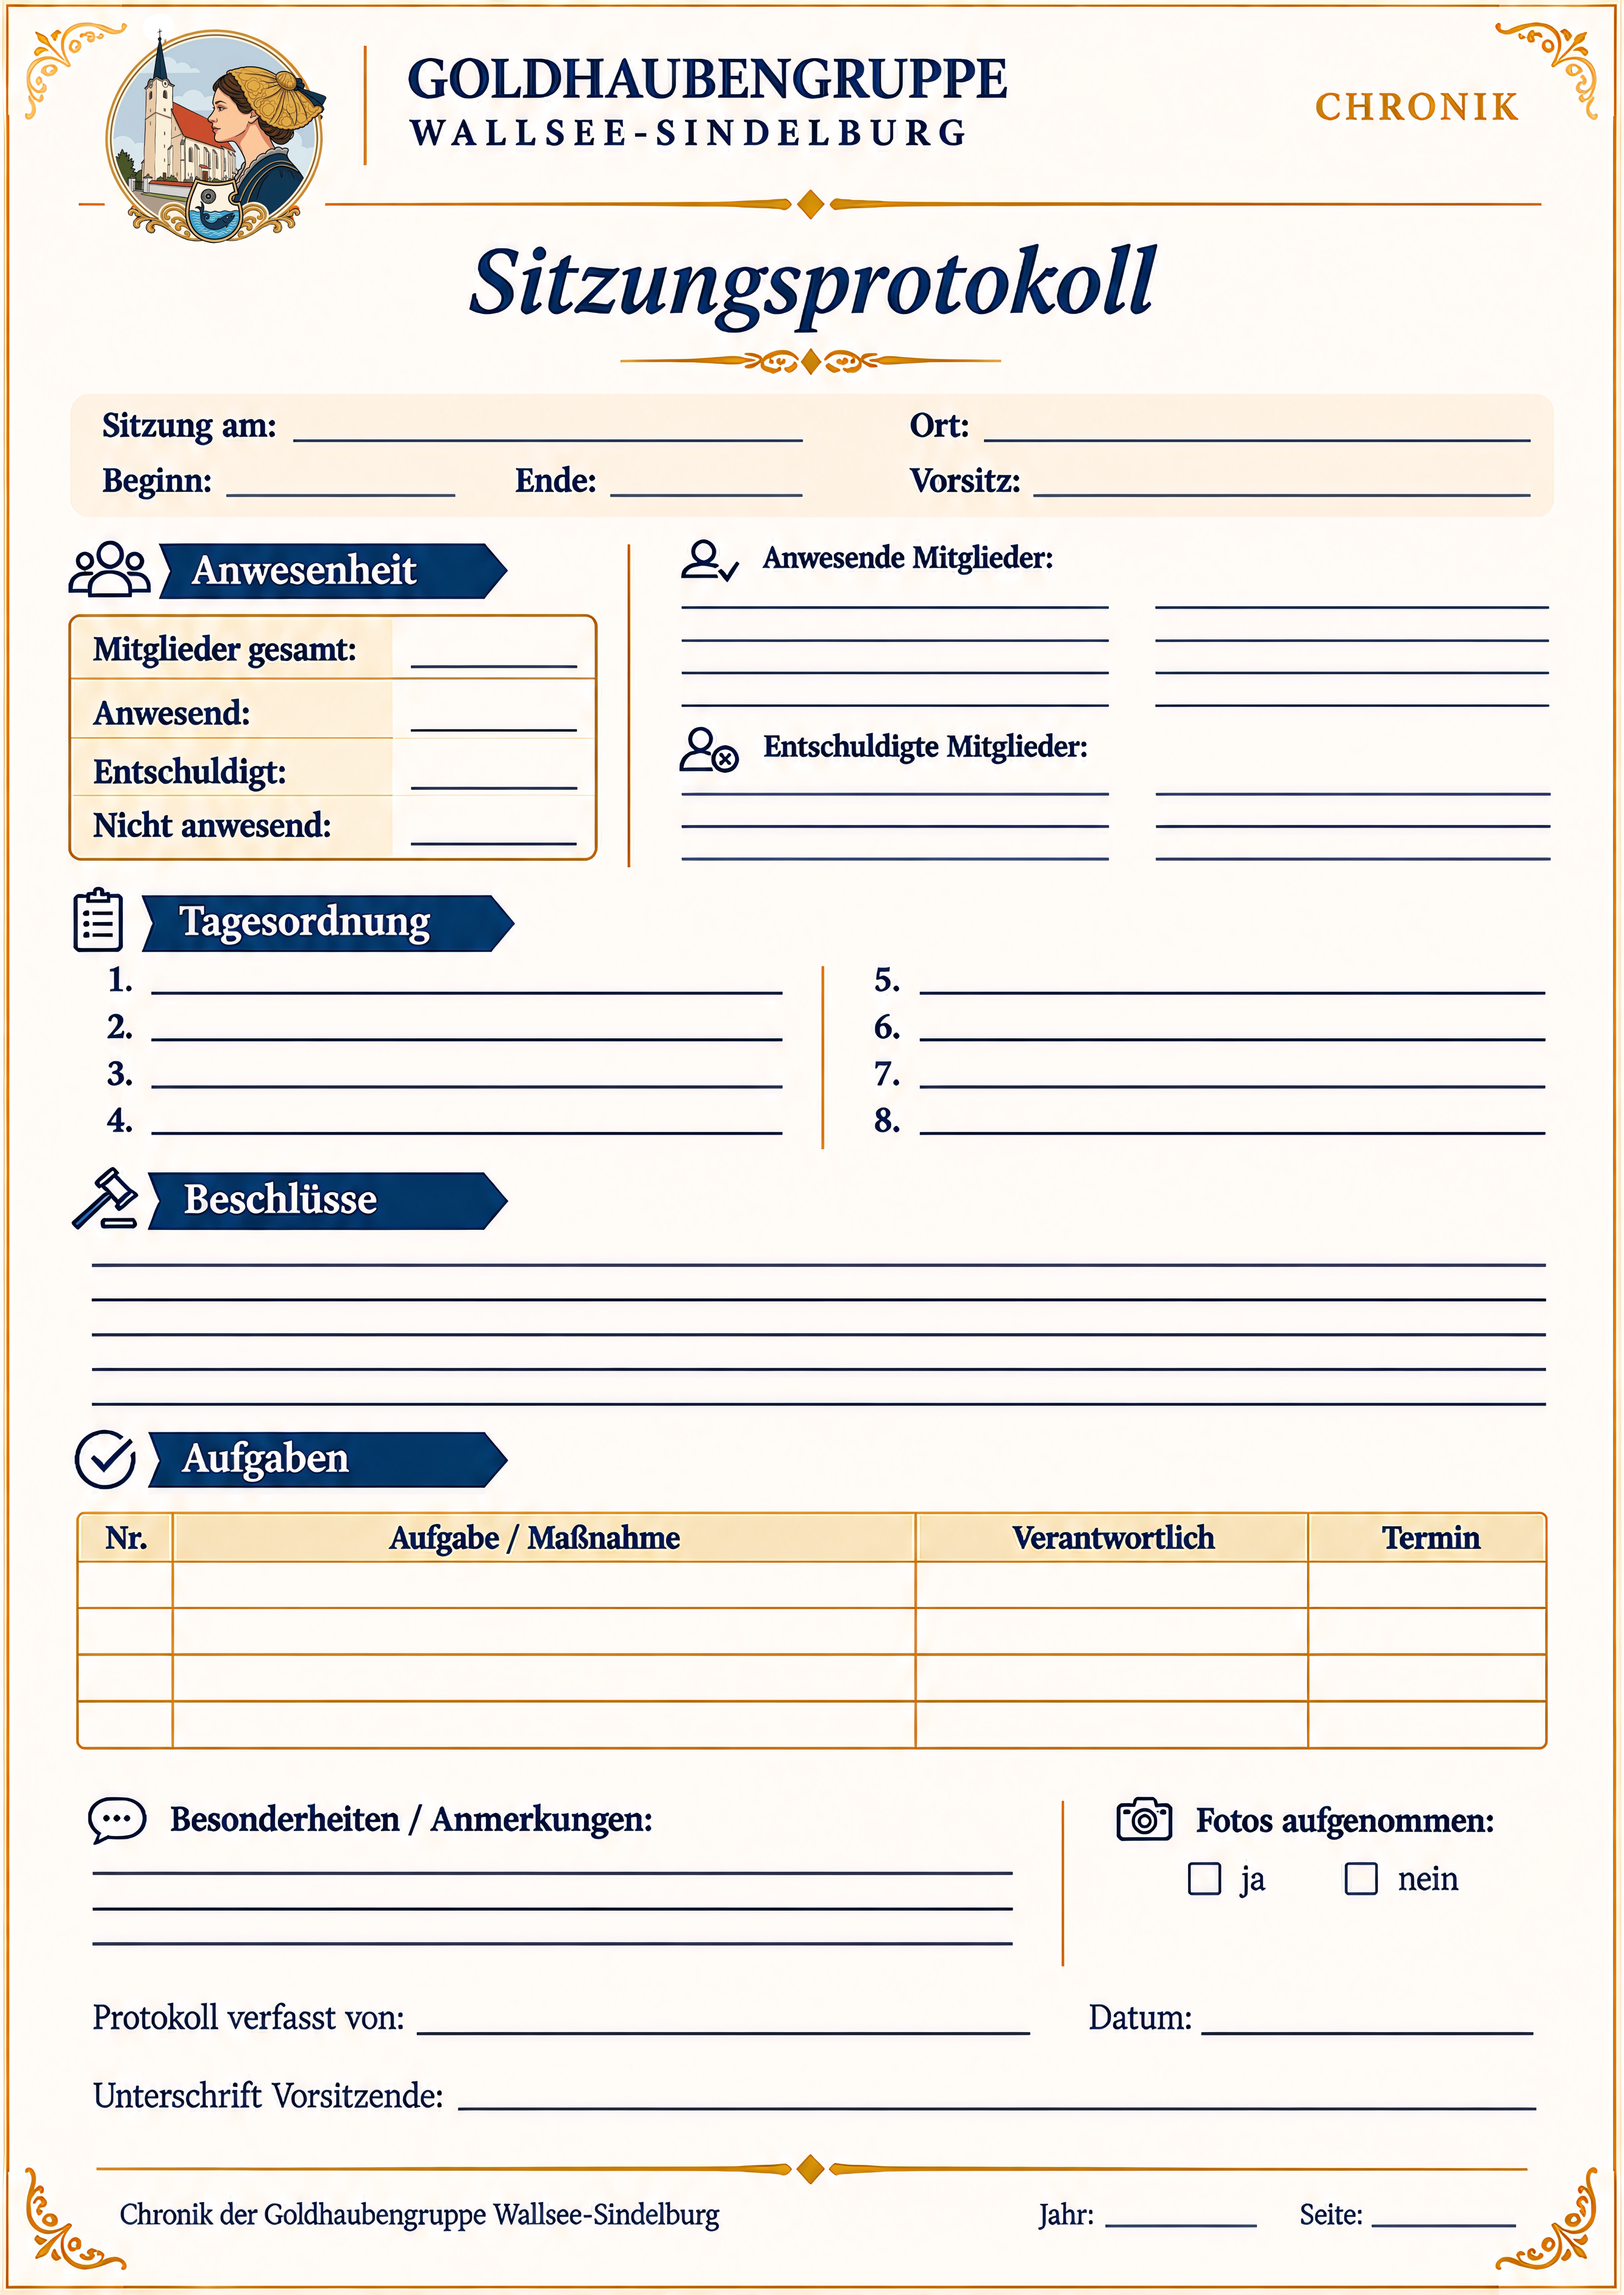 GOLDHAUBENGRUPPE
WALLSEE-SINDELBURG
CHRONIK
Sitzungsprotokoll
Sitzung am:
Ort:
Beginn:
Ende:
Vorsitz:
Anwesenheit
Mitglieder gesamt:
Anwesend:
Entschuldigt:
Nicht anwesend:
Anwesende Mitglieder:
Entschuldigte Mitglieder:
Tagesordnung
1.
2.
3.
4.
5.
6.
7.
8.
Beschlüsse
Aufgaben
Nr. Aufgabe / Maßnahme Verantwortlich Termin
Besonderheiten / Anmerkungen:
Fotos aufgenommen:
ja nein
Protokoll verfasst von: Datum:
Unterschrift Vorsitzende:
Chronik der Goldhaubengruppe Wallsee-Sindelburg Jahr: Seite: